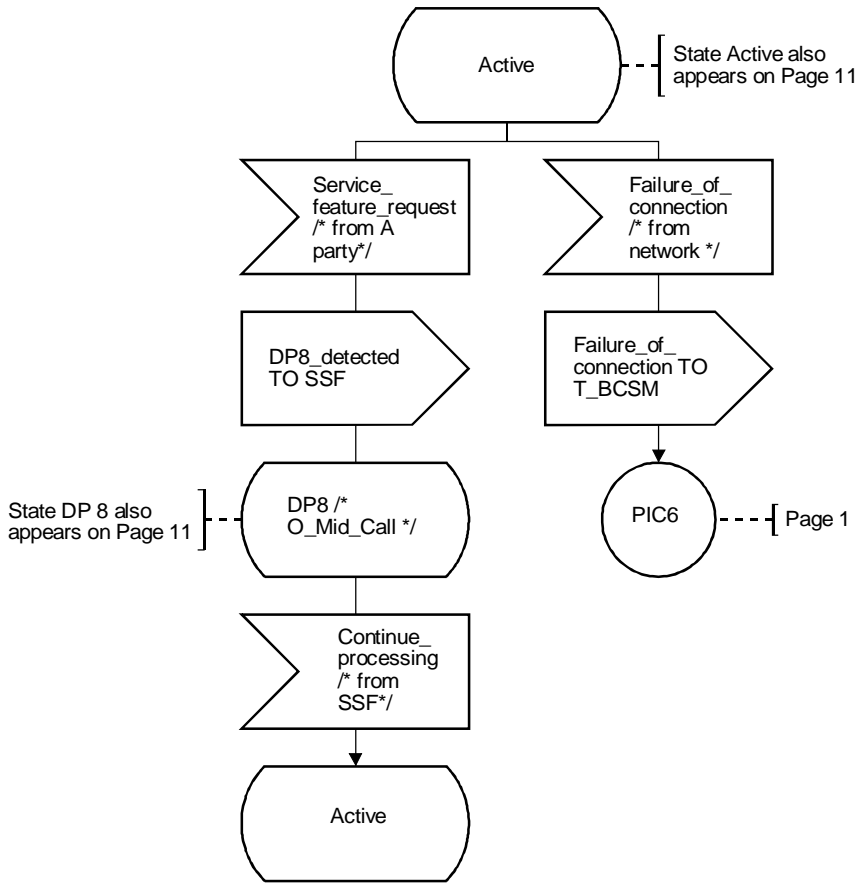 Active
State Active also
appears on Page 11
Service_
feature_request
/* from A
party*/
Failure_of_
connection
/* from
network */
DP8_detected
TO SSF
Failure_of_
connection TO
T_BCSM
State DP 8 also
appears on Page 11
DP8 /*
O_Mid_Call */
PIC6
Page 1
Continue_
processing
/* from
SSF*/
Active